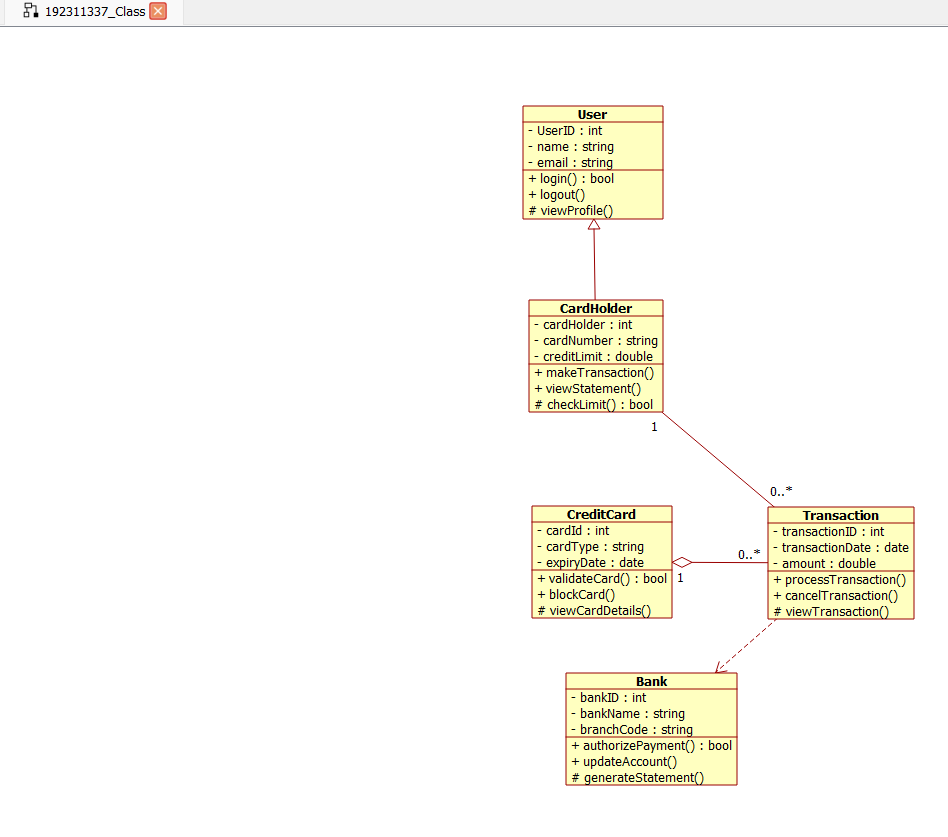 192311337_Class
User
- UserID : int
- name : string
- email : string
+ login() : bool
+ logout()
# viewProfile()
CardHolder
- cardHolder : int
- cardNumber : string
- creditLimit : double
+ makeTransaction()
+ viewStatement()
# checkLimit() : bool
1
0..*
CreditCard
- cardId : int
- cardType : string
- expiryDate : date
+ validateCard() : bool
+ blockCard()
# viewCardDetails()
1
0..*
Transaction
- transactionID : int
- transactionDate : date
- amount : double
+ processTransaction()
+ cancelTransaction()
# viewTransaction()
Bank
- bankID : int
- bankName : string
- branchCode : string
+ authorizePayment() : bool
+ updateAccount()
# generateStatement()